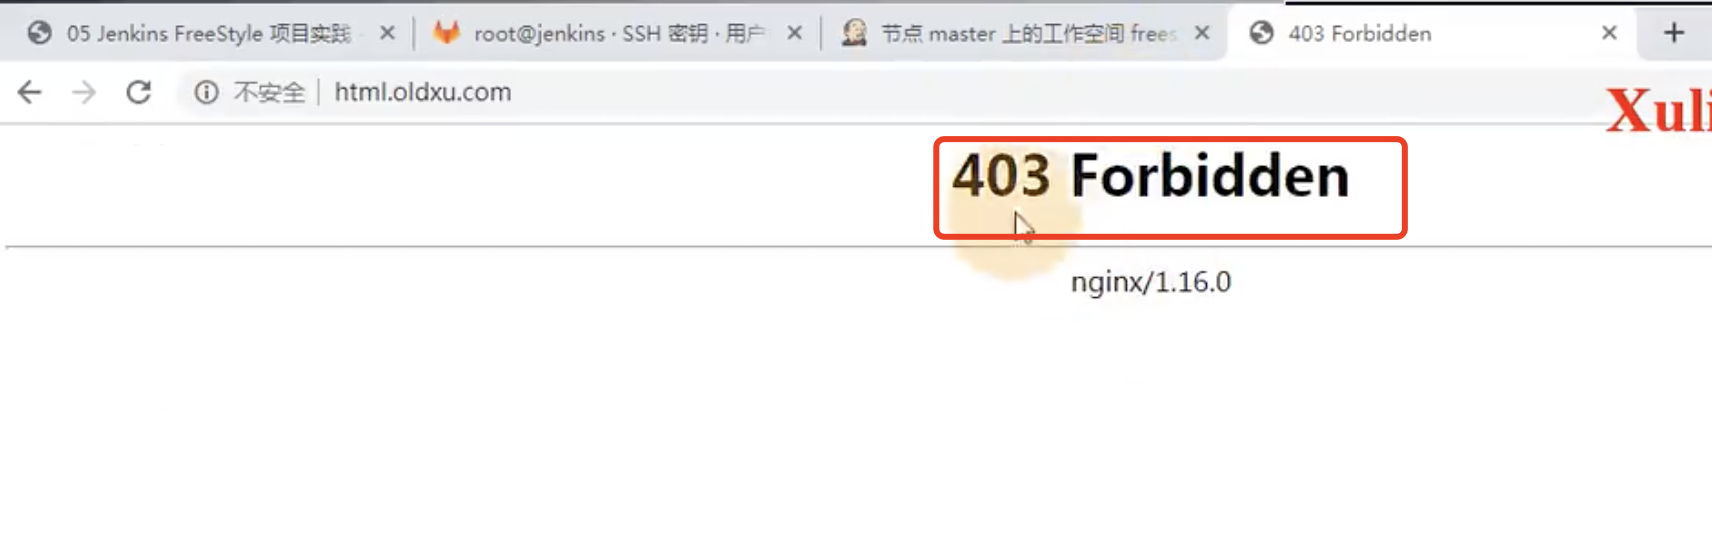 05 Jenkins FreeStyle 项目实践
root@jenkins · SSH 密钥 · 用户
节点 master 上的工作空间 frees
403 Forbidden
不安全 html.oldxu.com
Xuli
403 Forbidden
nginx/1.16.0